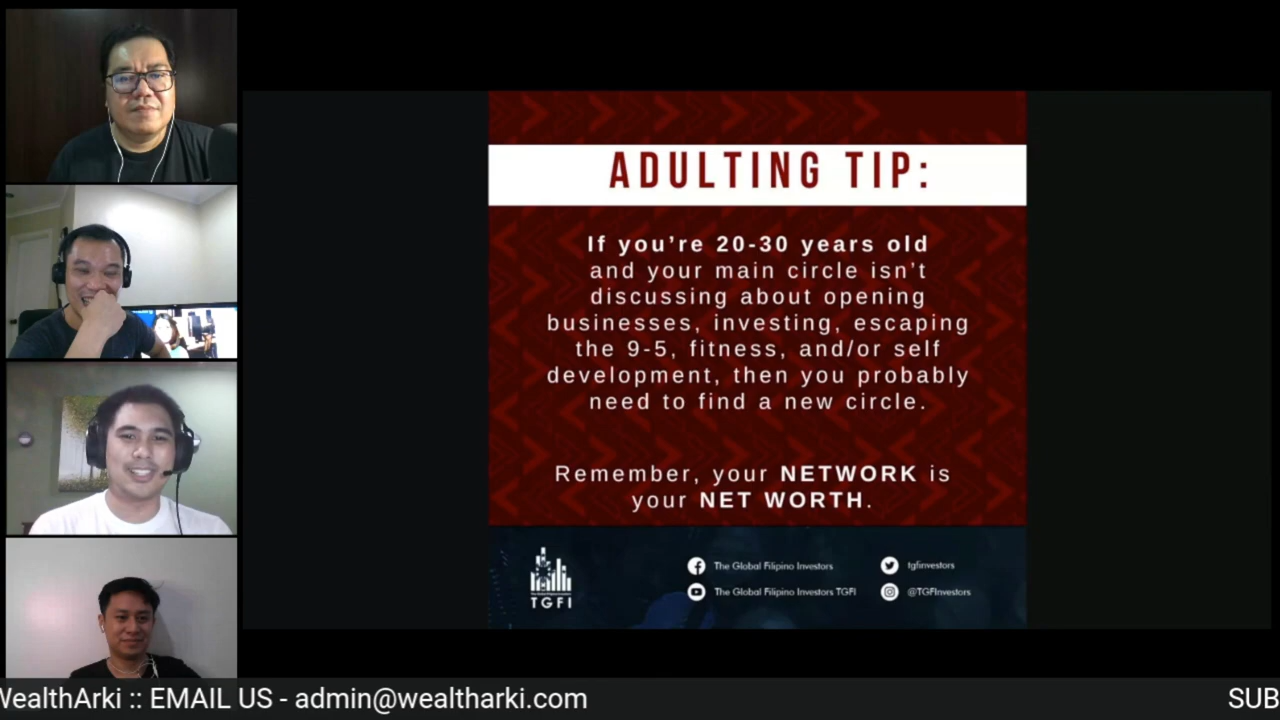 ADULTING TIP:
If you're 20-30 years old
and your main circle isn't
discussing about opening
businesses, investing, escaping
the 9-5, fitness, and/or self
development, then you probably
need to find a new circle.
Remember, your NETWORK is
your NET WORTH.
TGFI
The Global Filipino Investors
tgfinvestors
The Global Filipino Investors TGFI
@TGFInvestors
WealthArki :: EMAIL US - admin@wealtharki.com
SUB